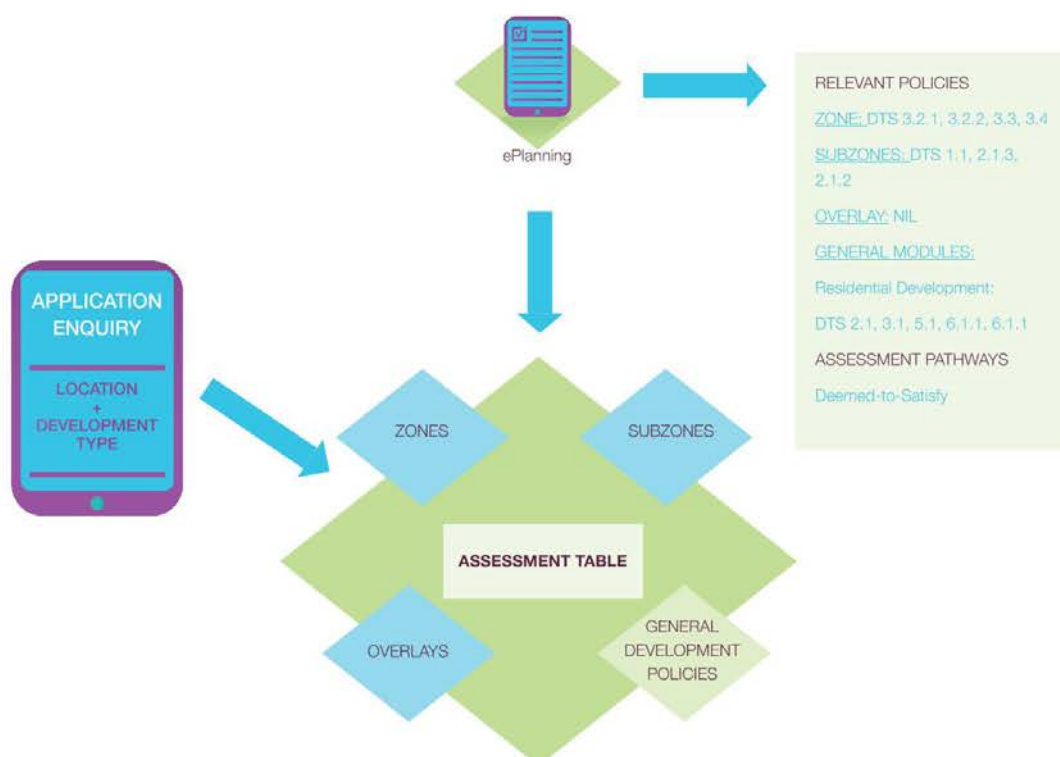 ePlanning
RELEVANT POLICIES
ZONE: DTS 3.2.1, 3.2.2, 3.3, 3.4
SUBZONES: DTS 1.1, 2.1.3,
2.1.2
OVERLAY: NIL
GENERAL MODULES:
Residential Development:
DTS 2.1, 3.1, 5.1, 6.1.1, 6.1.1
ASSESSMENT PATHWAYS
Deemed-to-Satisfy
APPLICATION
ENQUIRY
LOCATION
+
DEVELOPMENT
TYPE
ZONES
SUBZONES
ASSESSMENT TABLE
OVERLAYS
GENERAL
DEVELOPMENT
POLICIES